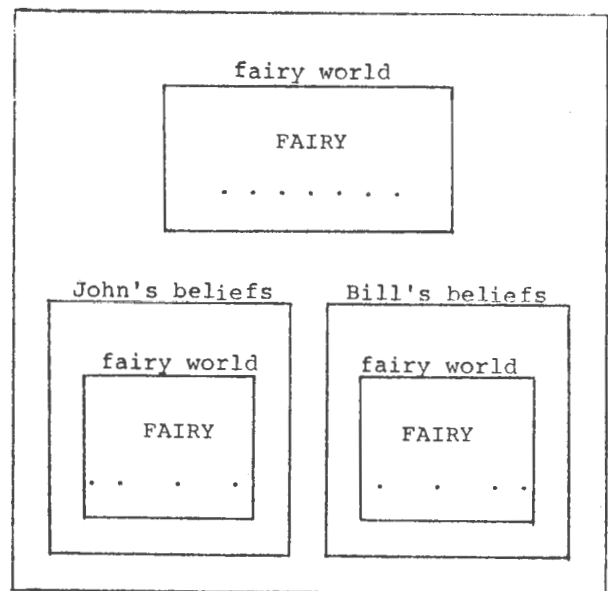 fairy world
FAIRY
. . . . . . .
John's beliefs
Bill's beliefs
fairy world
fairy world
FAIRY
FAIRY
. . . .
. . . .